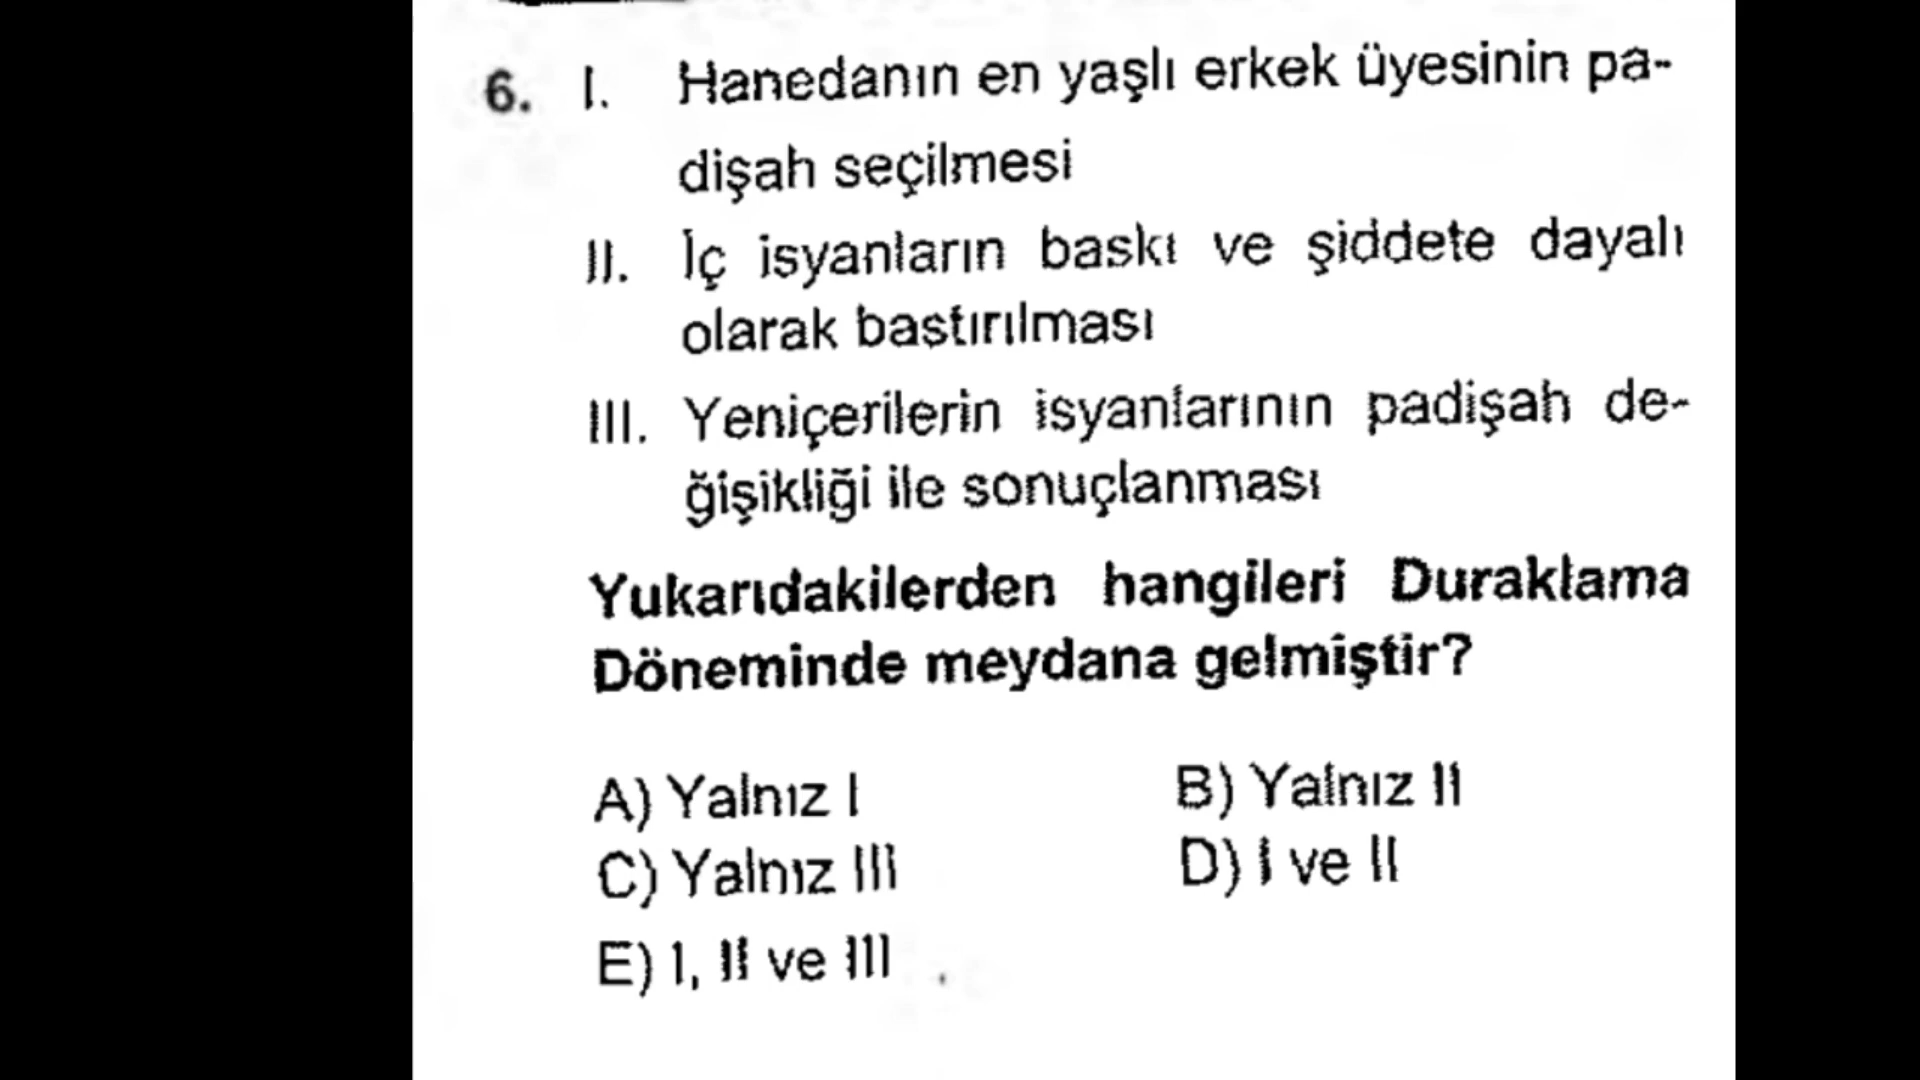 6. I. Hanedanın en yaşlı erkek üyesinin pa-
dişah seçilmesi
II. İç isyanların baskı ve şiddete dayalı
olarak bastırılması
III. Yeniçerilerin isyanlarının padişah de-
ğişikliği ile sonuçlanması
Yukarıdakilerden hangileri Duraklama
Döneminde meydana gelmiştir?
A) Yalnız I B) Yalnız II
C) Yalnız III D) I ve II
E) I, II ve III